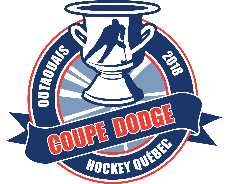 OUTAOUAIS
2018
COUPE DODGE
HOCKEY QUÉBEC